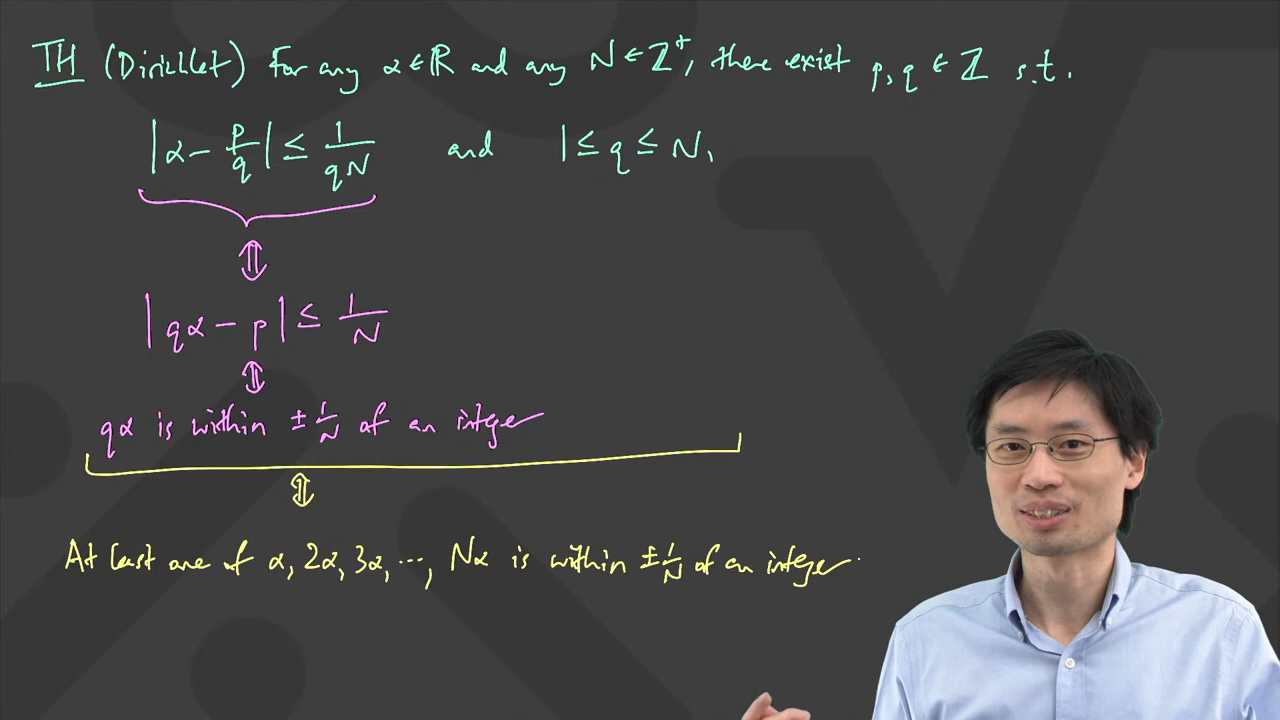 TH (Dirichlet) For any α∈ℝ and any N∈ℤ⁺, there exist p, q ∈ ℤ s.t.
|α − p/q| ≤ 1/qN and 1 ≤ q ≤ N.
⇕
|qα − p| ≤ 1/N
⇕
qα is within ± 1/N of an integer
⇕
At least one of α, 2α, 3α, ⋯, Nα is within ± 1/N of an integer.